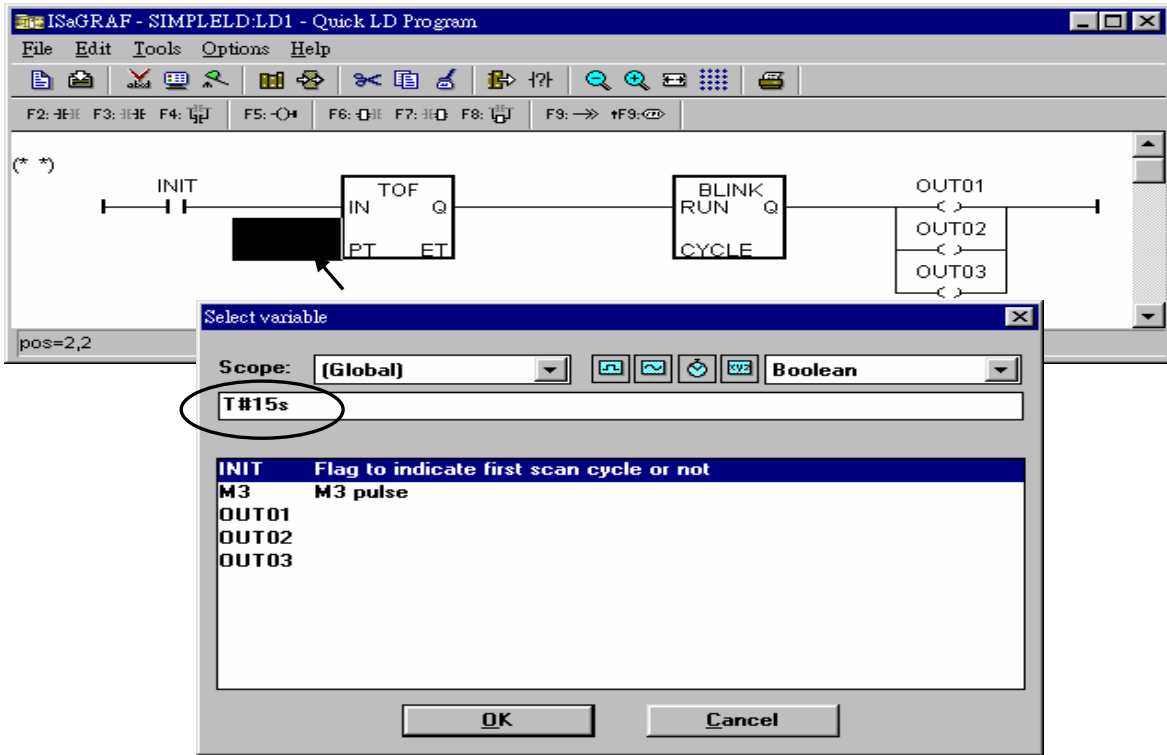 ISaGRAF - SIMPLELD:LD1 - Quick LD Program
File Edit Tools Options Help
F2: F3: F4: F5: F6: F7: F8: F9: ↑F9:
(* *)
INIT TOF BLINK OUT01
IN Q RUN Q
OUT02
PT ET CYCLE
OUT03
pos=2,2
Select variable
Scope: (Global) xyz Boolean
T#15s
INIT Flag to indicate first scan cycle or not
M3 M3 pulse
OUT01
OUT02
OUT03
OK Cancel